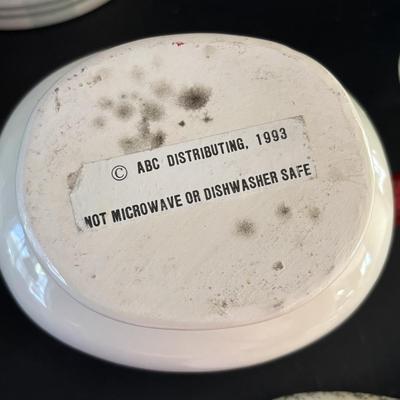 © ABC DISTRIBUTING, 1993
NOT MICROWAVE OR DISHWASHER SAFE